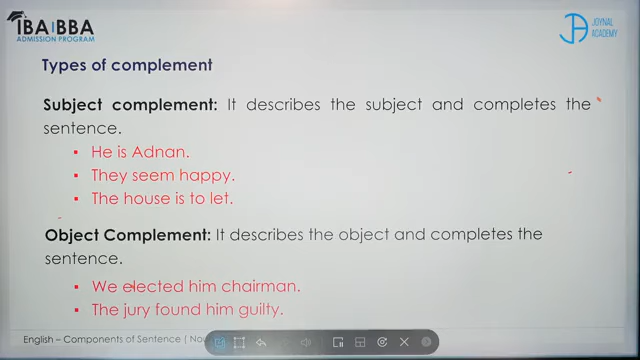 IBA|BBA
ADMISSION PROGRAM
JOYNAL
ACADEMY
Types of complement
Subject complement: It describes the subject and completes the
sentence.
▪ He is Adnan.
▪ They seem happy.
▪ The house is to let.
Object Complement: It describes the object and completes the
sentence.
▪ We elected him chairman.
▪ The jury found him guilty.
English – Components of Sentence ( Nou